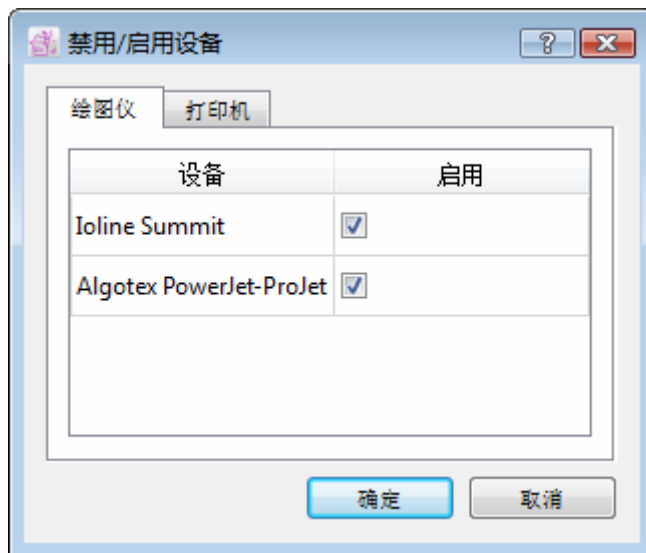 禁用/启用设备
绘图仪 打印机
设备 启用
Ioline Summit
Algotex PowerJet-ProJet
确定 取消